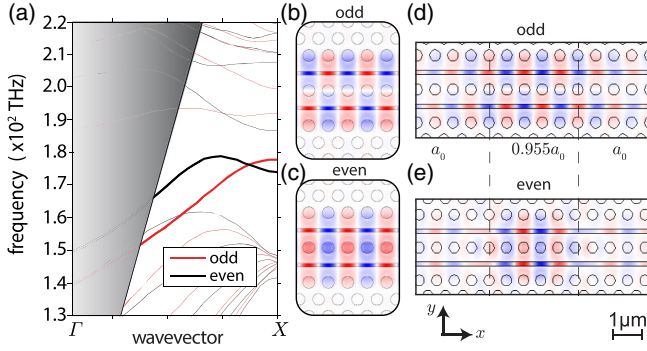 (a)
2.2
2.1
2.0
1.9
1.8
1.7
1.6
1.5
1.4
1.3
frequency (x10² THz)
Γ
wavevector
X
odd
even
(b)
odd
(c)
even
(d)
odd
a₀
0.955a₀
a₀
(e)
even
y
x
1μm